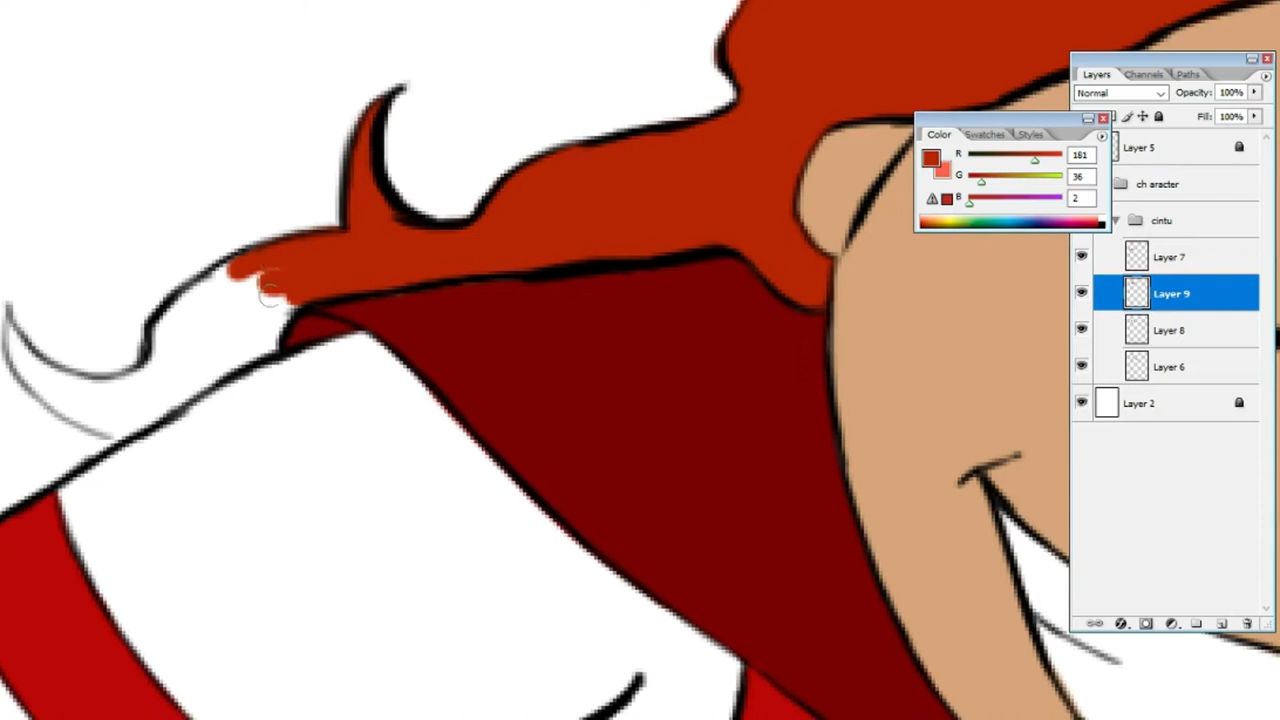 Layers Channels Paths
Normal Opacity: 100%
Fill: 100%
Color Swatches Styles
R 181
G 36
B 2
Layer 5
ch aracter
cintu
Layer 7
Layer 9
Layer 8
Layer 6
Layer 2